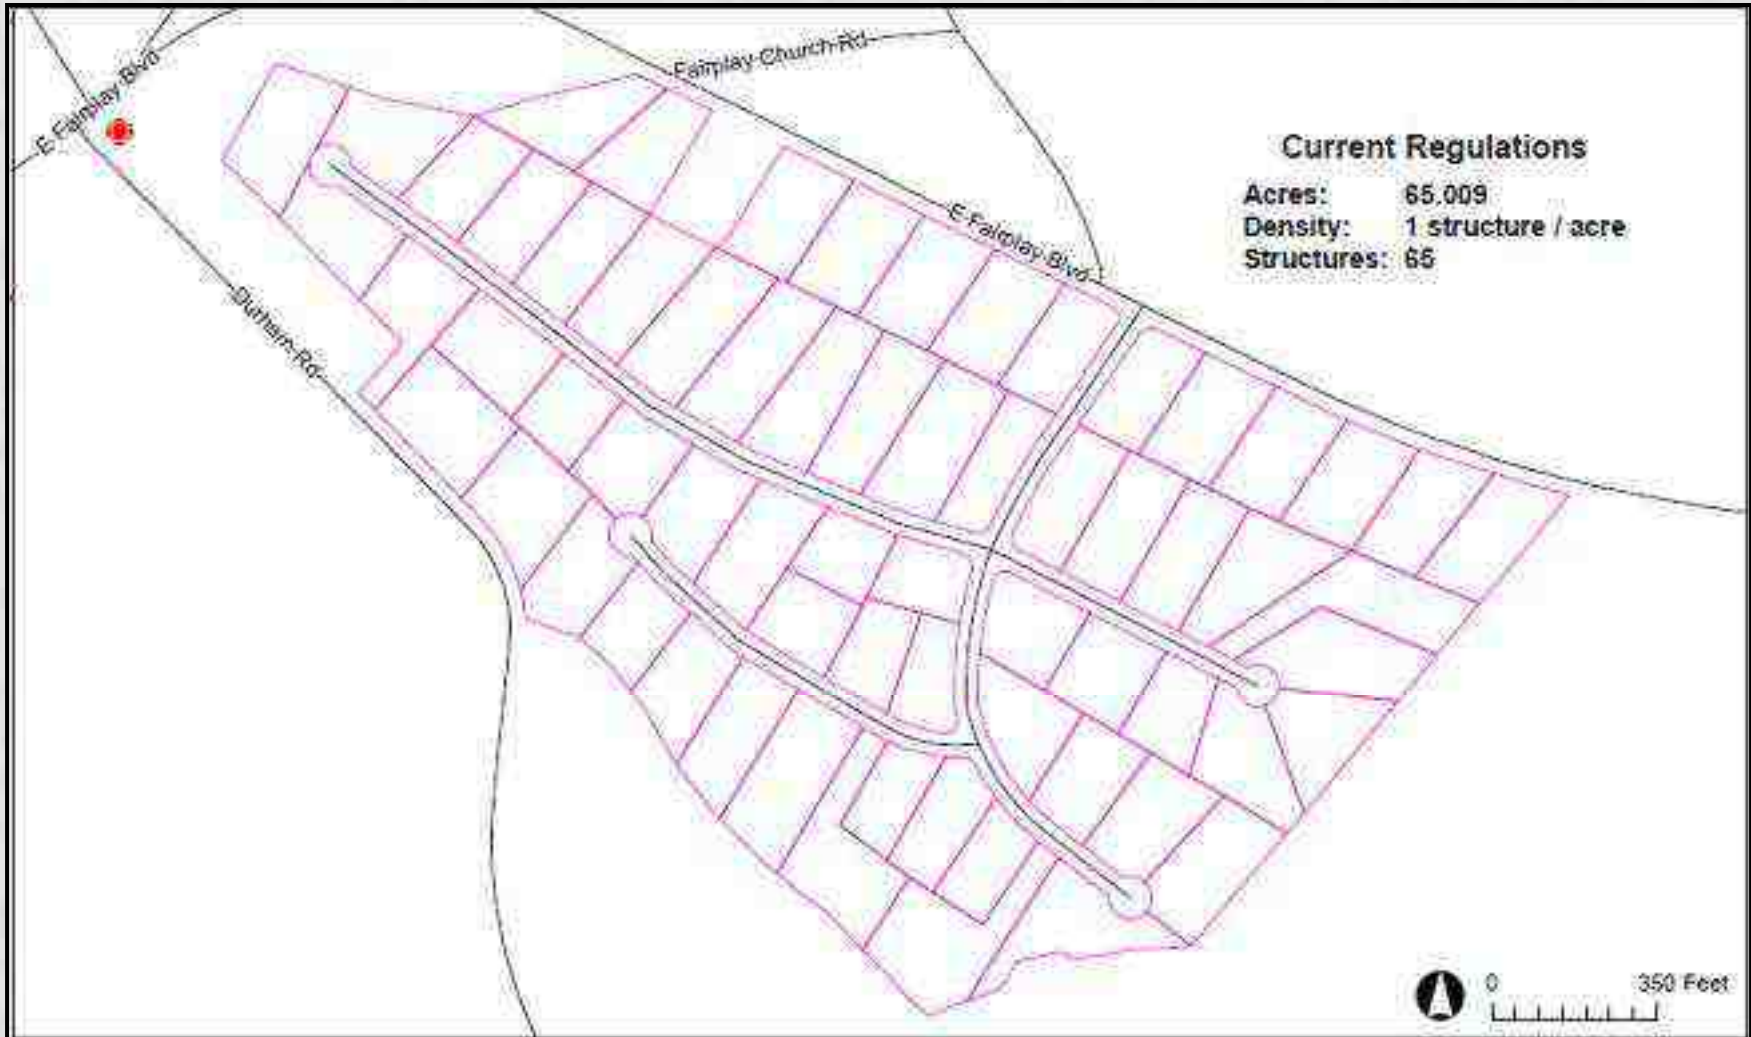 Fairplay Church Rd
E Fairplay Blvd
Current Regulations
Acres: 65.009
Density: 1 structure / acre
E Fairplay Blvd
Structures: 65
Durham Rd
0 350 Feet